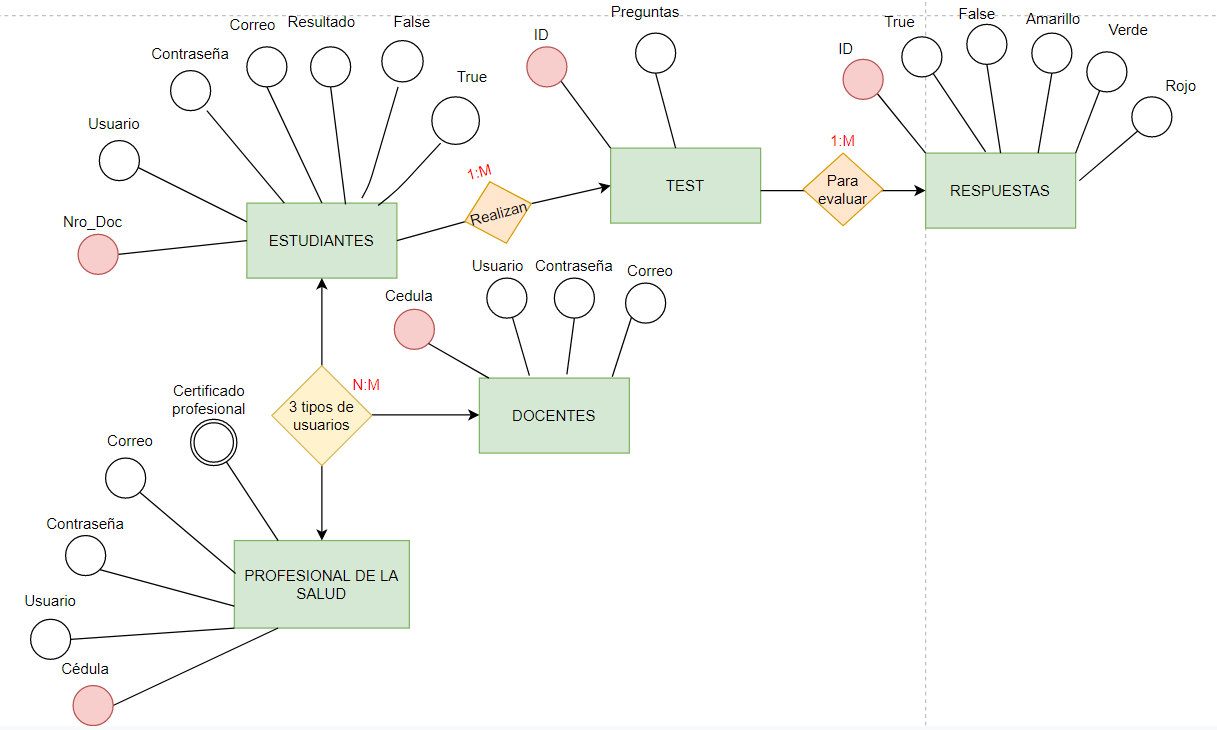 Correo
Resultado
False
True
Contraseña
Usuario
Nro_Doc
ESTUDIANTES
1:M
Realizan
ID
Preguntas
TEST
1:M
Para
evaluar
ID
True
False
Amarillo
Verde
Rojo
RESPUESTAS
Cedula
Usuario
Contraseña
Correo
DOCENTES
N:M
3 tipos de
usuarios
Certificado
profesional
Correo
Contraseña
Usuario
Cédula
PROFESIONAL DE LA
SALUD